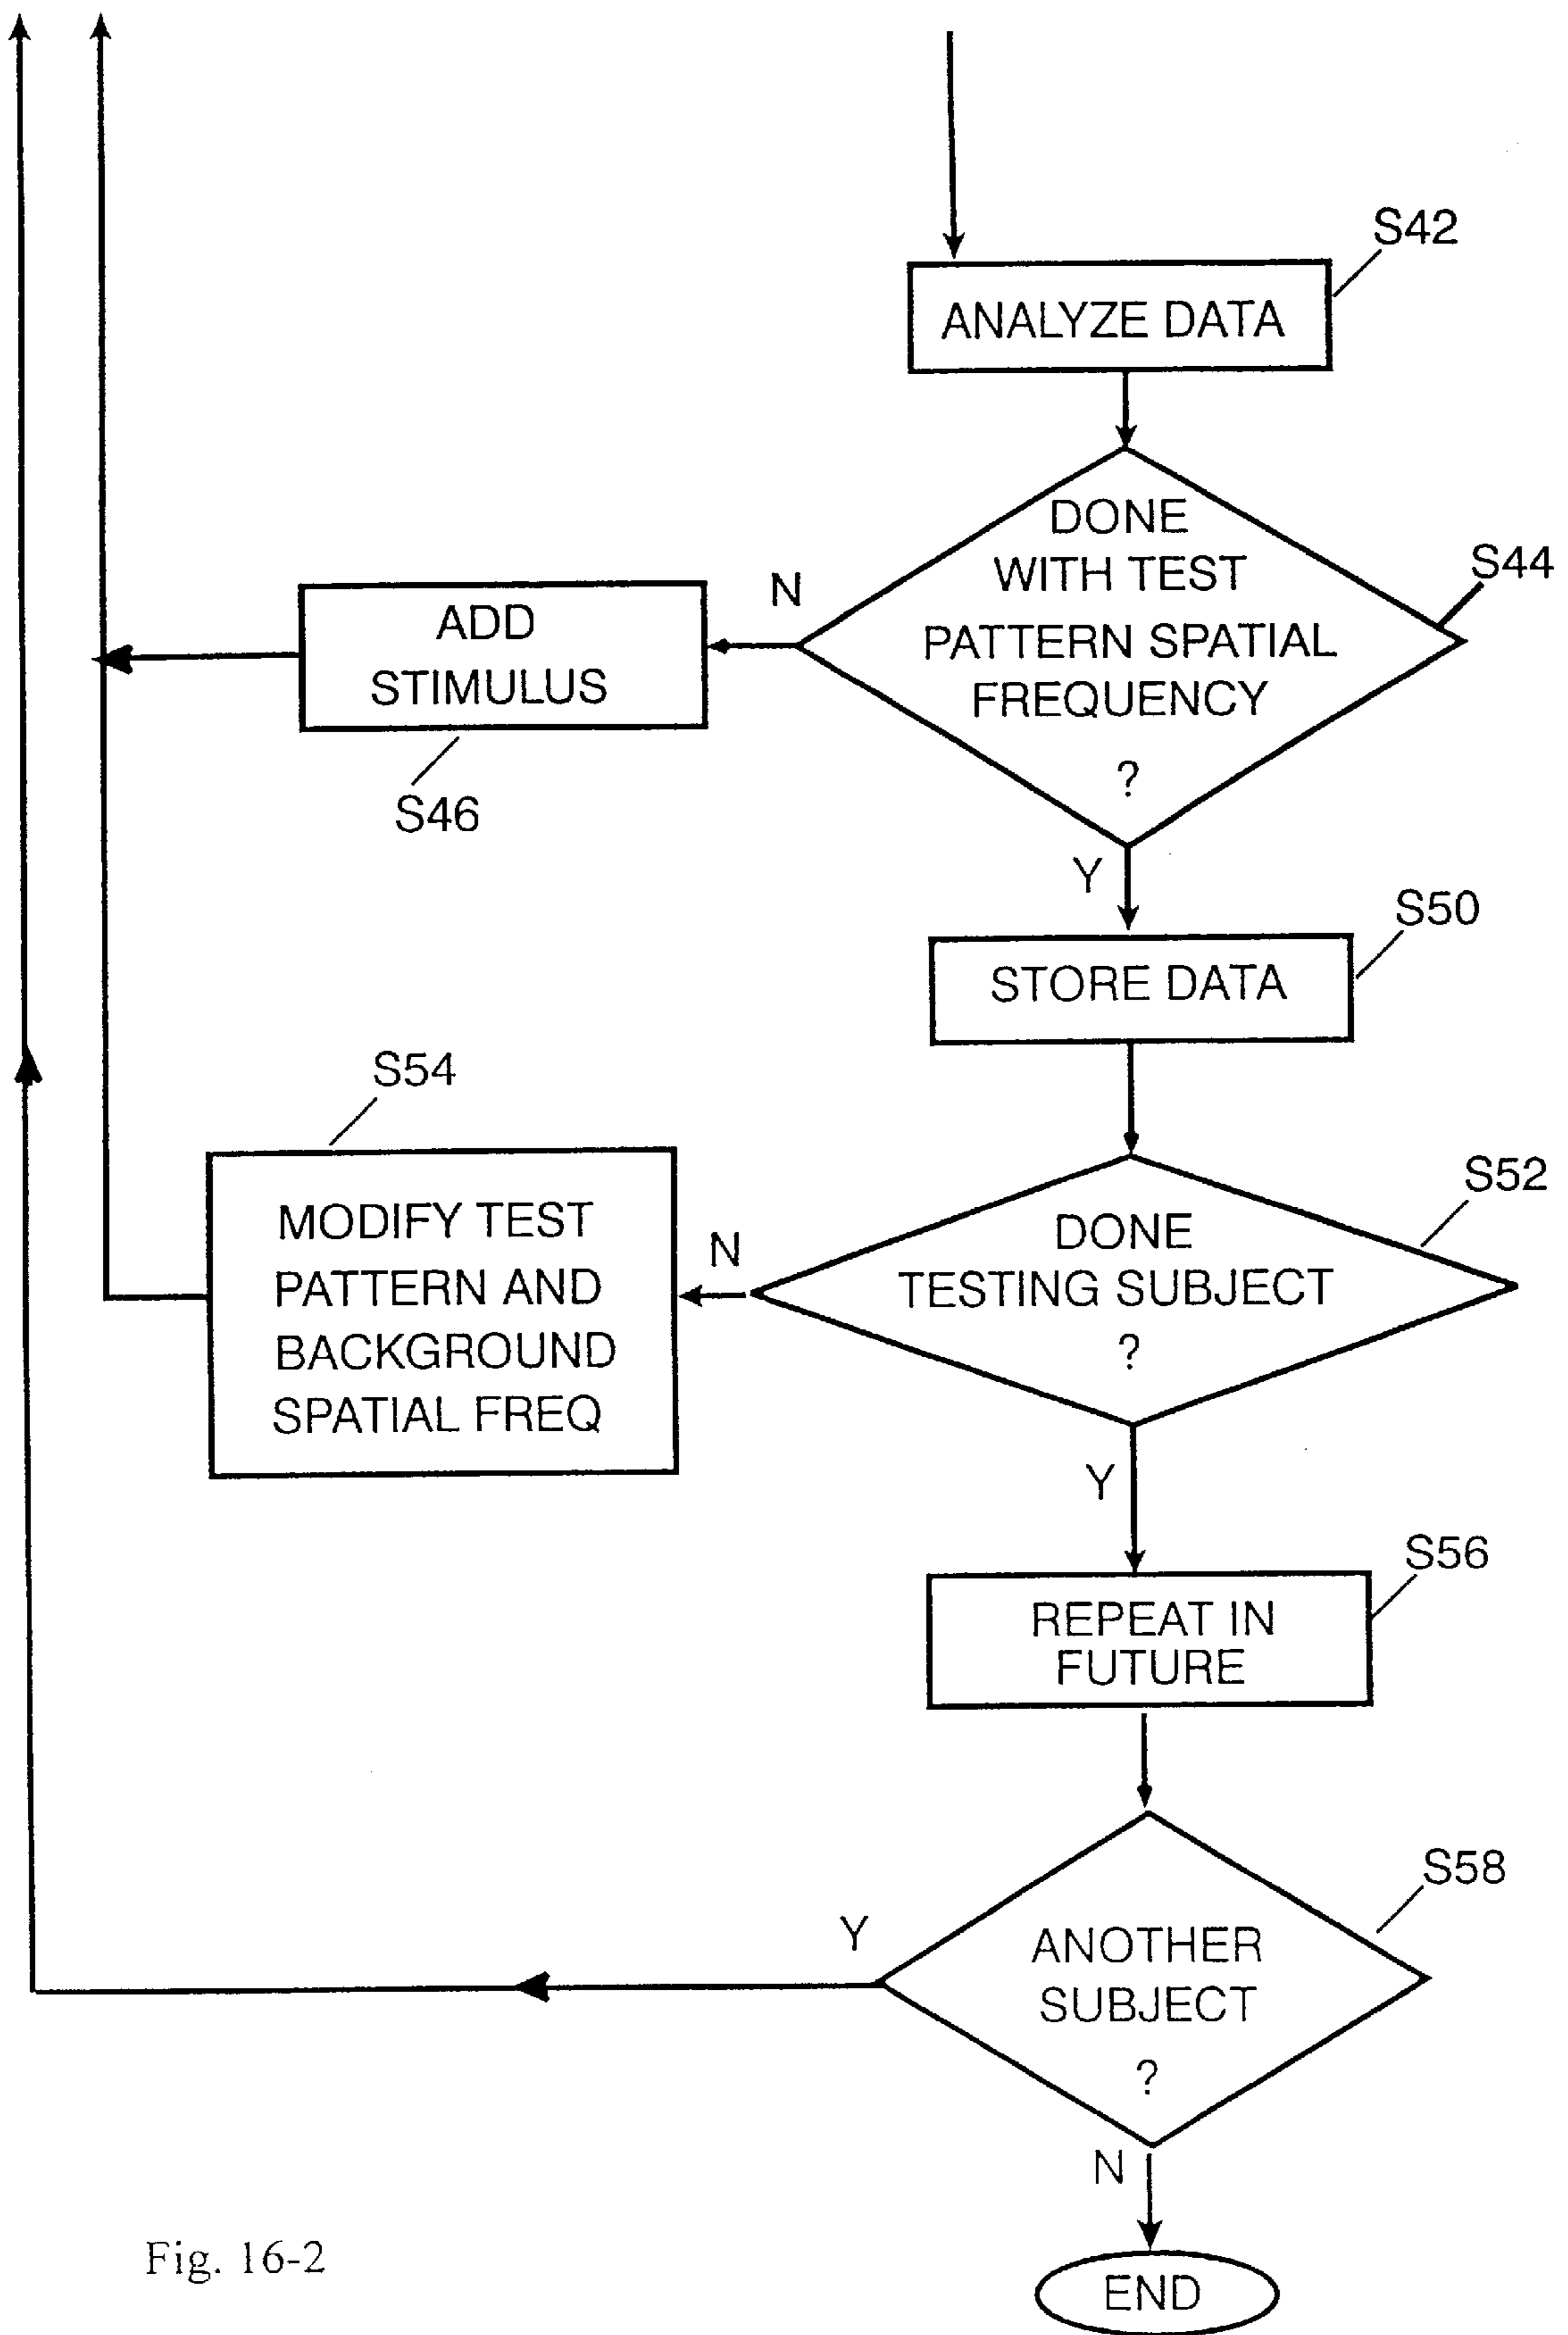 S42
ANALYZE DATA
DONE
WITH TEST
PATTERN SPATIAL
FREQUENCY
?
S44
N
ADD
STIMULUS
S46
Y
S50
STORE DATA
S54
MODIFY TEST
PATTERN AND
BACKGROUND
SPATIAL FREQ
N
S52
DONE
TESTING SUBJECT
?
Y
S56
REPEAT IN
FUTURE
S58
Y
ANOTHER
SUBJECT
?
N
END
Fig. 16-2